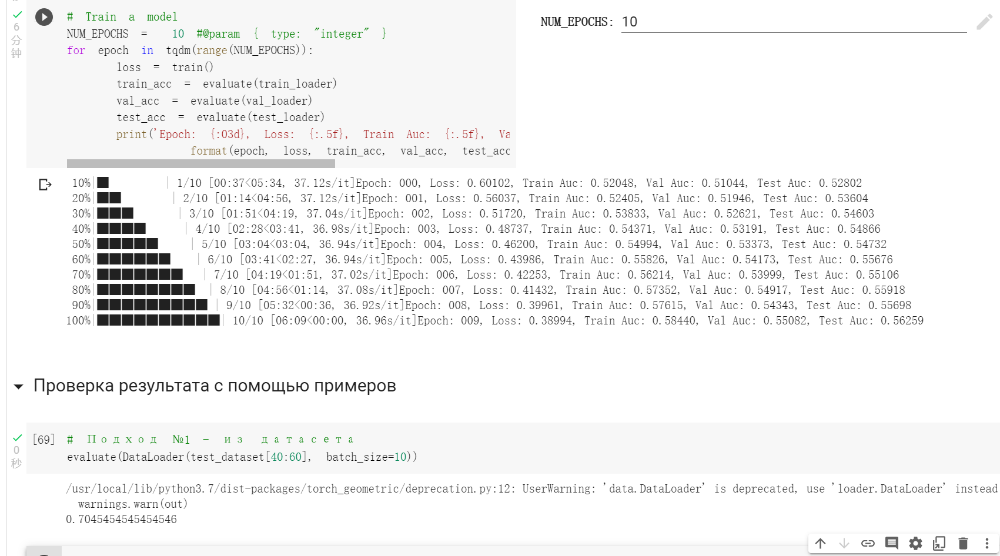 # Train a model
NUM_EPOCHS = 10 #@param { type: "integer" }
for epoch in tqdm(range(NUM_EPOCHS)):
loss = train()
train_acc = evaluate(train_loader)
val_acc = evaluate(val_loader)
test_acc = evaluate(test_loader)
print('Epoch: {:03d}, Loss: {:.5f}, Train Auc: {:.5f}, Va
format(epoch, loss, train_acc, val_acc, test_acc
6
分
钟
NUM_EPOCHS: 10
10%| | 1/10 [00:37<05:34, 37.12s/it]Epoch: 000, Loss: 0.60102, Train Auc: 0.52048, Val Auc: 0.51044, Test Auc: 0.52802
20%| | 2/10 [01:14<04:56, 37.12s/it]Epoch: 001, Loss: 0.56037, Train Auc: 0.52405, Val Auc: 0.51946, Test Auc: 0.53604
30%| | 3/10 [01:51<04:19, 37.04s/it]Epoch: 002, Loss: 0.51720, Train Auc: 0.53833, Val Auc: 0.52621, Test Auc: 0.54603
40%| | 4/10 [02:28<03:41, 36.98s/it]Epoch: 003, Loss: 0.48737, Train Auc: 0.54371, Val Auc: 0.53191, Test Auc: 0.54866
50%| | 5/10 [03:04<03:04, 36.94s/it]Epoch: 004, Loss: 0.46200, Train Auc: 0.54994, Val Auc: 0.53373, Test Auc: 0.54732
60%| | 6/10 [03:41<02:27, 36.94s/it]Epoch: 005, Loss: 0.43986, Train Auc: 0.55826, Val Auc: 0.54173, Test Auc: 0.55676
70%| | 7/10 [04:19<01:51, 37.02s/it]Epoch: 006, Loss: 0.42253, Train Auc: 0.56214, Val Auc: 0.53999, Test Auc: 0.55106
80%| | 8/10 [04:56<01:14, 37.08s/it]Epoch: 007, Loss: 0.41432, Train Auc: 0.57352, Val Auc: 0.54917, Test Auc: 0.55918
90%| | 9/10 [05:32<00:36, 36.92s/it]Epoch: 008, Loss: 0.39961, Train Auc: 0.57615, Val Auc: 0.54343, Test Auc: 0.55698
100%| | 10/10 [06:09<00:00, 36.96s/it]Epoch: 009, Loss: 0.38994, Train Auc: 0.58440, Val Auc: 0.55082, Test Auc: 0.56259
Проверка результата с помощью примеров
[69] # Подход №1 - из датасета
evaluate(DataLoader(test_dataset[40:60], batch_size=10))
0
秒
/usr/local/lib/python3.7/dist-packages/torch_geometric/deprecation.py:12: UserWarning: 'data.DataLoader' is deprecated, use 'loader.DataLoader' instead
warnings.warn(out)
0.7045454545454546